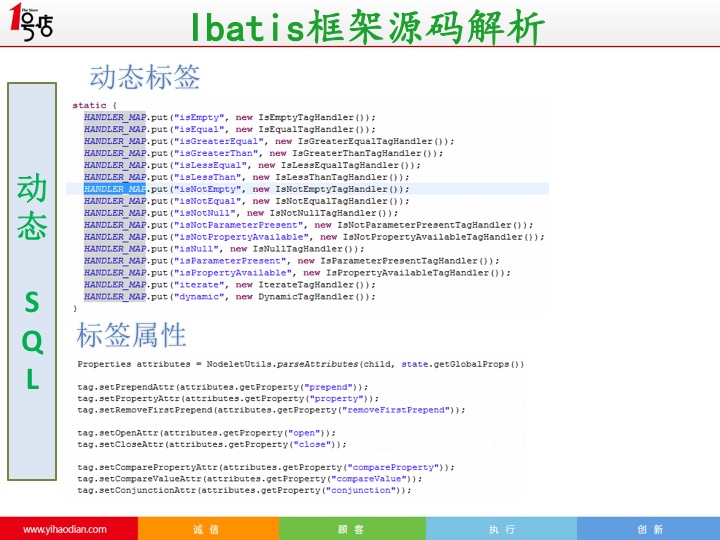 1号店
Ibatis框架源码解析
动态 SQL
动态标签
static {
HANDLER_MAP.put("isEmpty", new IsEmptyTagHandler());
HANDLER_MAP.put("isEqual", new IsEqualTagHandler());
HANDLER_MAP.put("isGreaterEqual", new IsGreaterEqualTagHandler());
HANDLER_MAP.put("isGreaterThan", new IsGreaterThanTagHandler());
HANDLER_MAP.put("isLessEqual", new IsLessEqualTagHandler());
HANDLER_MAP.put("isLessThan", new IsLessThanTagHandler());
HANDLER_MAP.put("isNotEmpty", new IsNotEmptyTagHandler());
HANDLER_MAP.put("isNotEqual", new IsNotEqualTagHandler());
HANDLER_MAP.put("isNotNull", new IsNotNullTagHandler());
HANDLER_MAP.put("isNotParameterPresent", new IsNotParameterPresentTagHandler());
HANDLER_MAP.put("isNotPropertyAvailable", new IsNotPropertyAvailableTagHandler());
HANDLER_MAP.put("isNull", new IsNullTagHandler());
HANDLER_MAP.put("isParameterPresent", new IsParameterPresentTagHandler());
HANDLER_MAP.put("isPropertyAvailable", new IsPropertyAvailableTagHandler());
HANDLER_MAP.put("iterate", new IterateTagHandler());
HANDLER_MAP.put("dynamic", new DynamicTagHandler());
}
标签属性
Properties attributes = NodeletUtils.parseAttributes(child, state.getGlobalProps())
tag.setPrependAttr(attributes.getProperty("prepend"));
tag.setPropertyAttr(attributes.getProperty("property"));
tag.setRemoveFirstPrepend(attributes.getProperty("removeFirstPrepend"));
tag.setOpenAttr(attributes.getProperty("open"));
tag.setCloseAttr(attributes.getProperty("close"));
tag.setComparePropertyAttr(attributes.getProperty("compareProperty"));
tag.setCompareValueAttr(attributes.getProperty("compareValue"));
tag.setConjunctionAttr(attributes.getProperty("conjunction"));
www.yihaodian.com 诚 信 顾 客 执 行 创 新